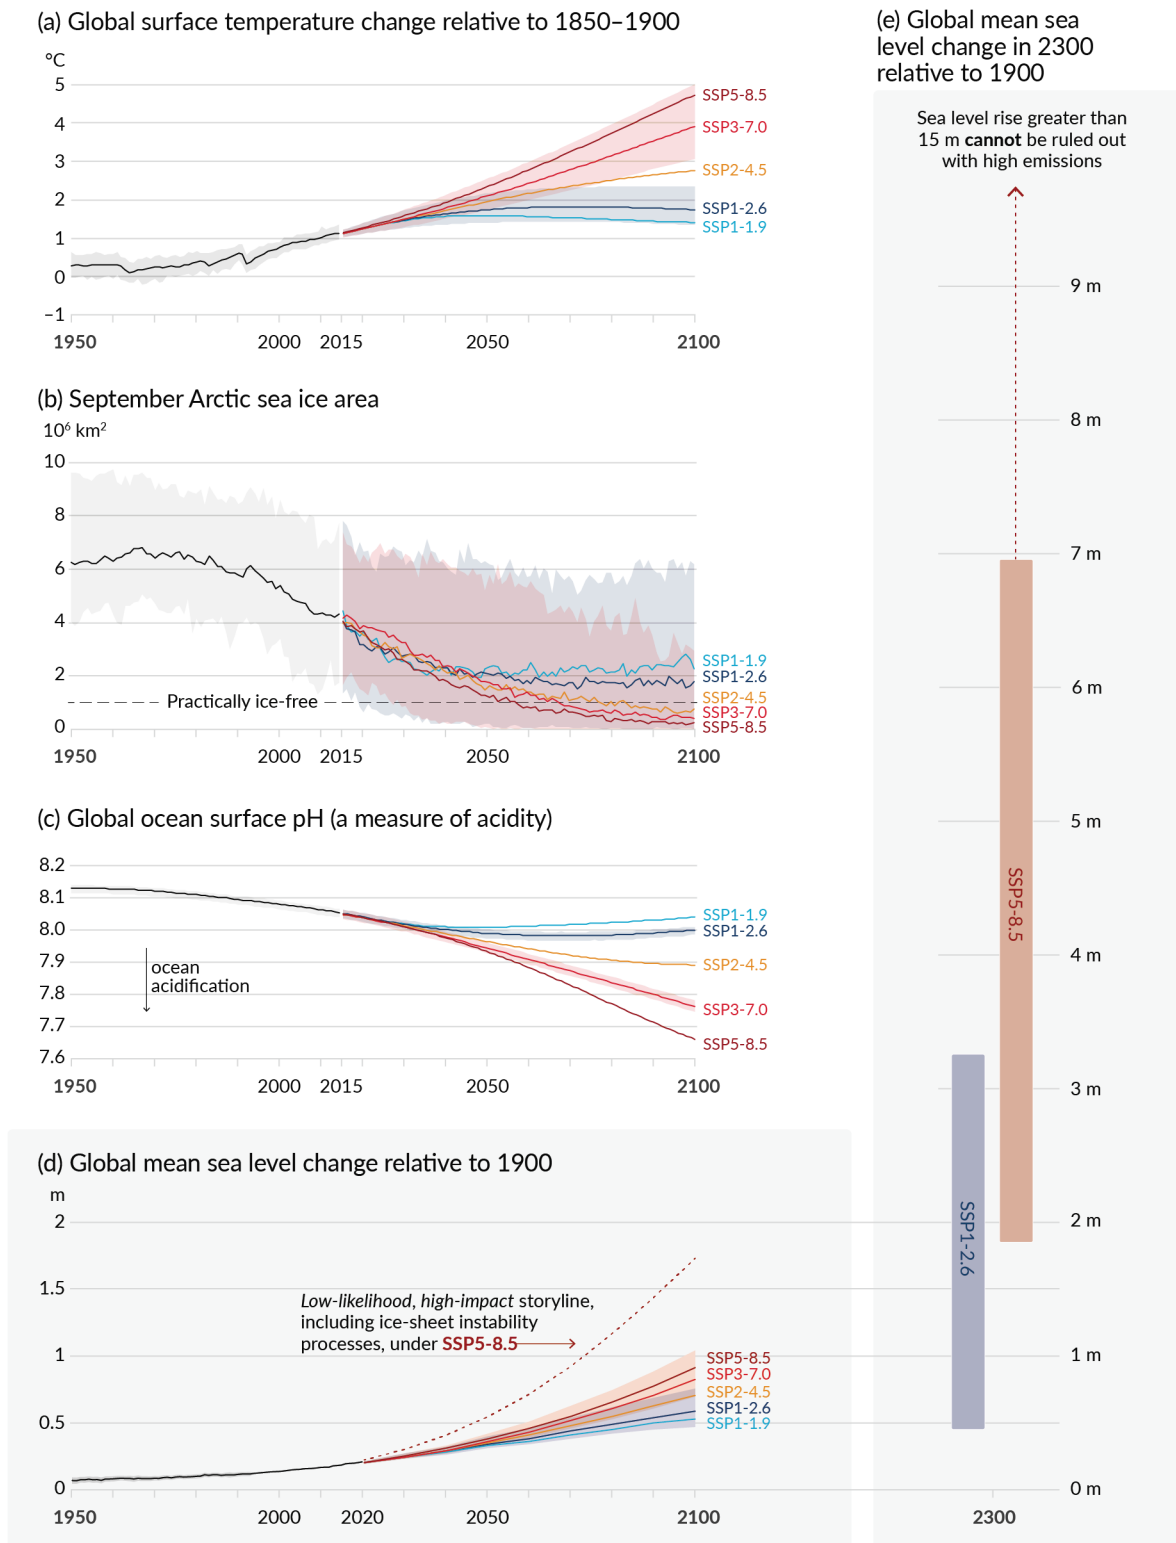 (a) Global surface temperature change relative to 1850–1900
°C
5
4
3
2
1
0
–1
SSP5-8.5
SSP3-7.0
SSP2-4.5
SSP1-2.6
SSP1-1.9
1950 2000 2015 2050 2100
(b) September Arctic sea ice area
10⁶ km²
10
8
6
4
2
0
Practically ice-free
SSP1-1.9
SSP1-2.6
SSP2-4.5
SSP3-7.0
SSP5-8.5
1950 2000 2015 2050 2100
(c) Global ocean surface pH (a measure of acidity)
8.2
8.1
8.0
7.9
7.8
7.7
7.6
ocean
acidification
SSP1-1.9
SSP1-2.6
SSP2-4.5
SSP3-7.0
SSP5-8.5
1950 2000 2015 2050 2100
(d) Global mean sea level change relative to 1900
m
2
1.5
1
0.5
0
Low-likelihood, high-impact storyline,
including ice-sheet instability
processes, under SSP5-8.5
SSP5-8.5
SSP3-7.0
SSP2-4.5
SSP1-2.6
SSP1-1.9
1950 2000 2020 2050 2100
(e) Global mean sea
level change in 2300
relative to 1900
Sea level rise greater than
15 m cannot be ruled out
with high emissions
9 m
8 m
7 m
6 m
5 m
4 m
3 m
2 m
1 m
0 m
SSP5-8.5
SSP1-2.6
2300